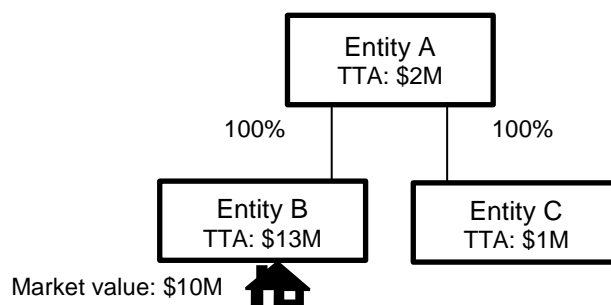 Entity A
TTA: $2M
100%
100%
Entity B
TTA: $13M
Entity C
TTA: $1M
Market value: $10M